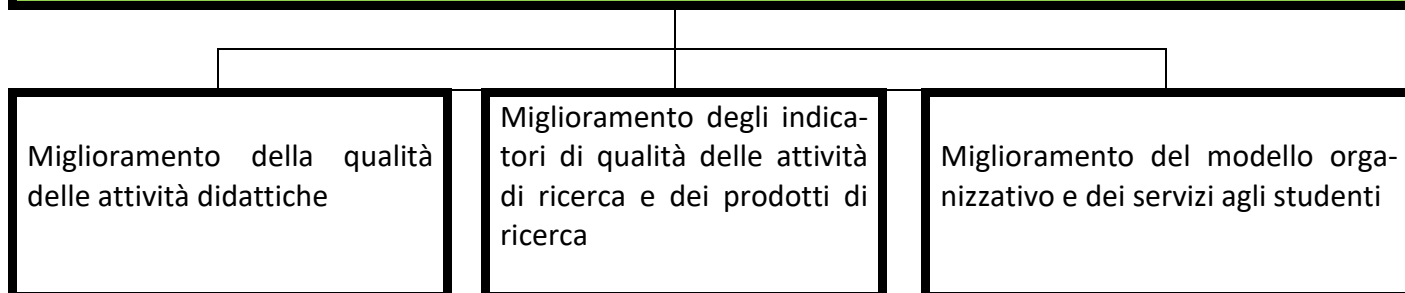 Miglioramento della qualità
delle attività didattiche
Miglioramento degli indica-
tori di qualità delle attività
di ricerca e dei prodotti di
ricerca
Miglioramento del modello orga-
nizzativo e dei servizi agli studenti